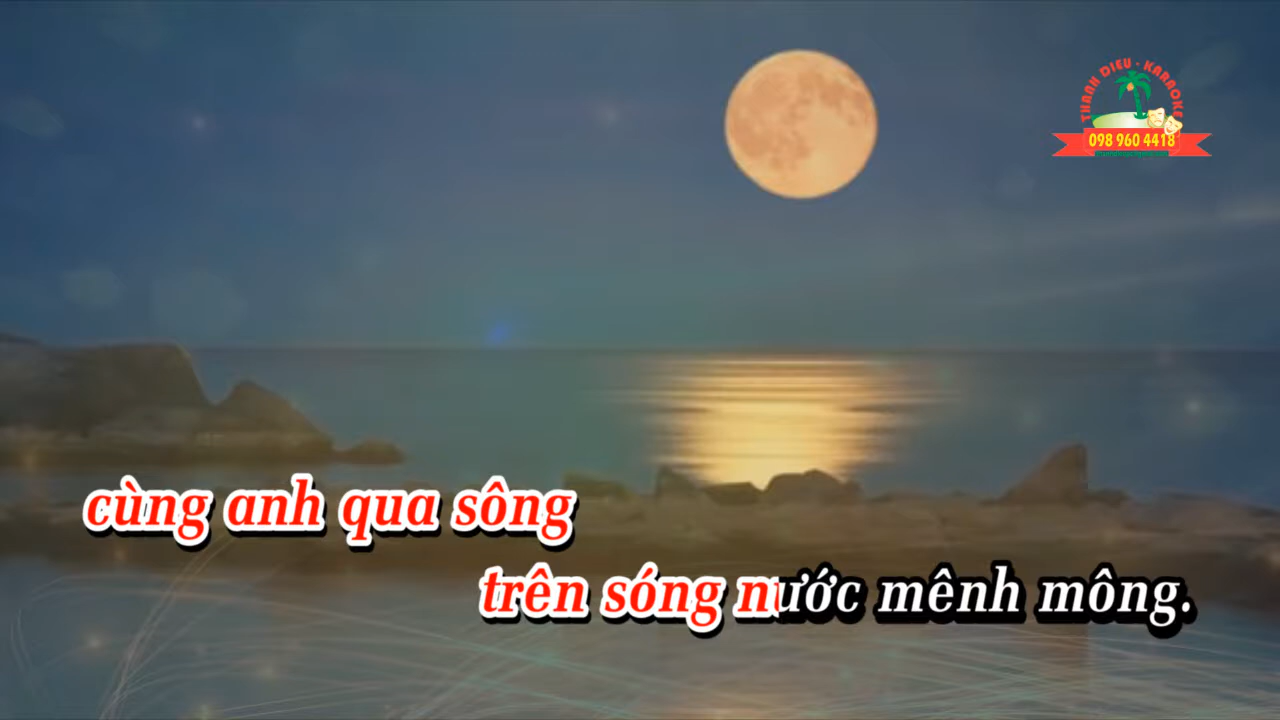 THANH DIEU - KARAOKE
098 960 4418
cùng anh qua sông
trên sóng nước mênh mông.